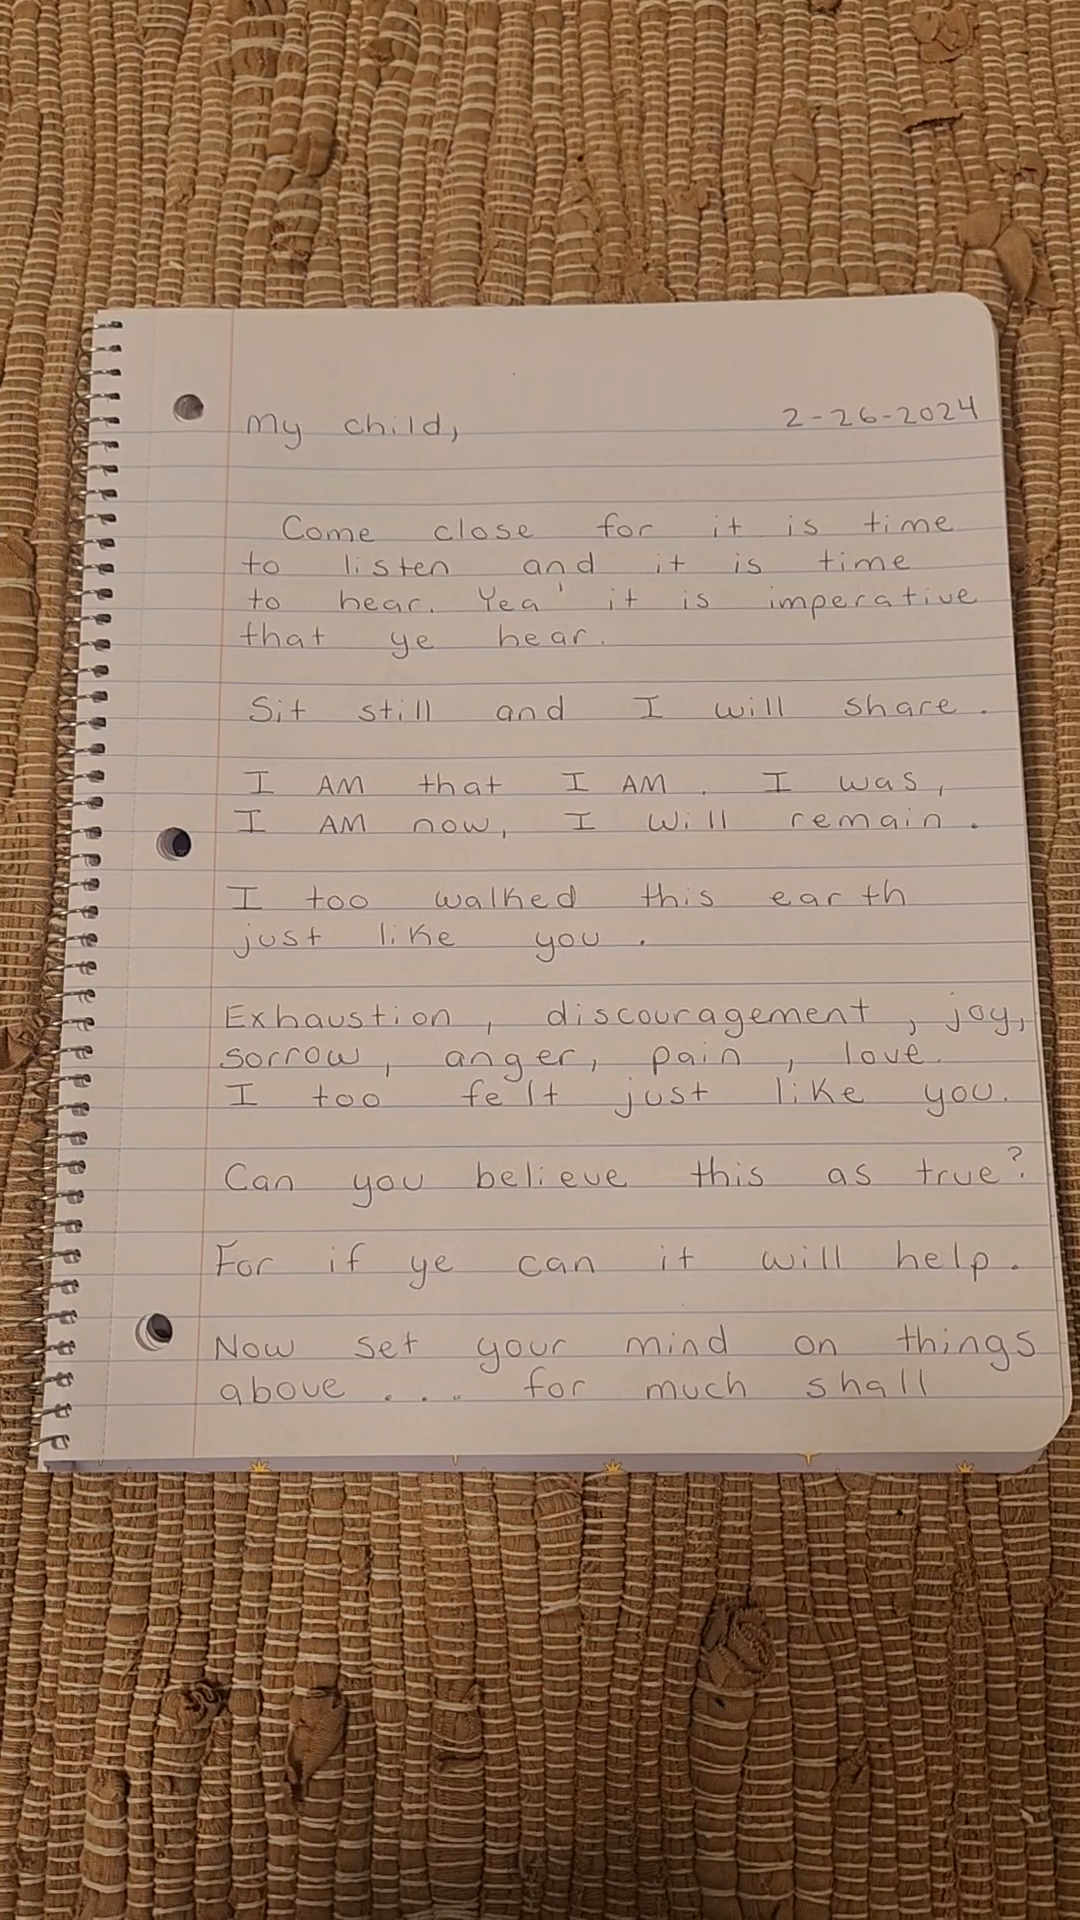 My child,
2-26-2024
Come close for it is time
to listen and it is time
to hear. Yea' it is imperative
that ye hear.
Sit still and I will share.
I AM that I AM. I was,
I AM now, I will remain.
I too walked this earth
just like you.
Exhaustion, discouragement, joy,
sorrow, anger, pain, love.
I too felt just like you.
Can you believe this as true?
For if ye can it will help.
Now set your mind on things
above... for much shall